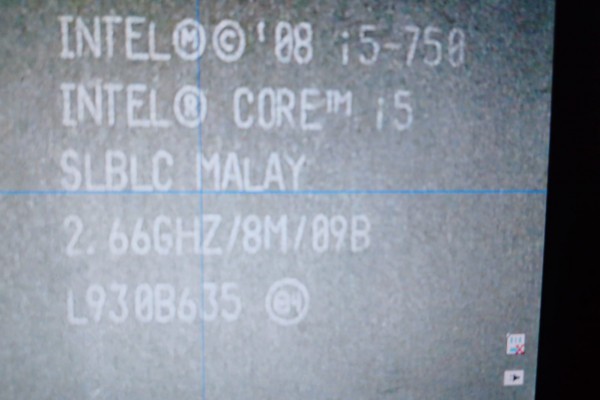 INTEL Ⓜ © '08 i5-750
INTEL® CORE™ i5
SLBLC MALAY
2.66GHZ/8M/09B
L930B635 e4